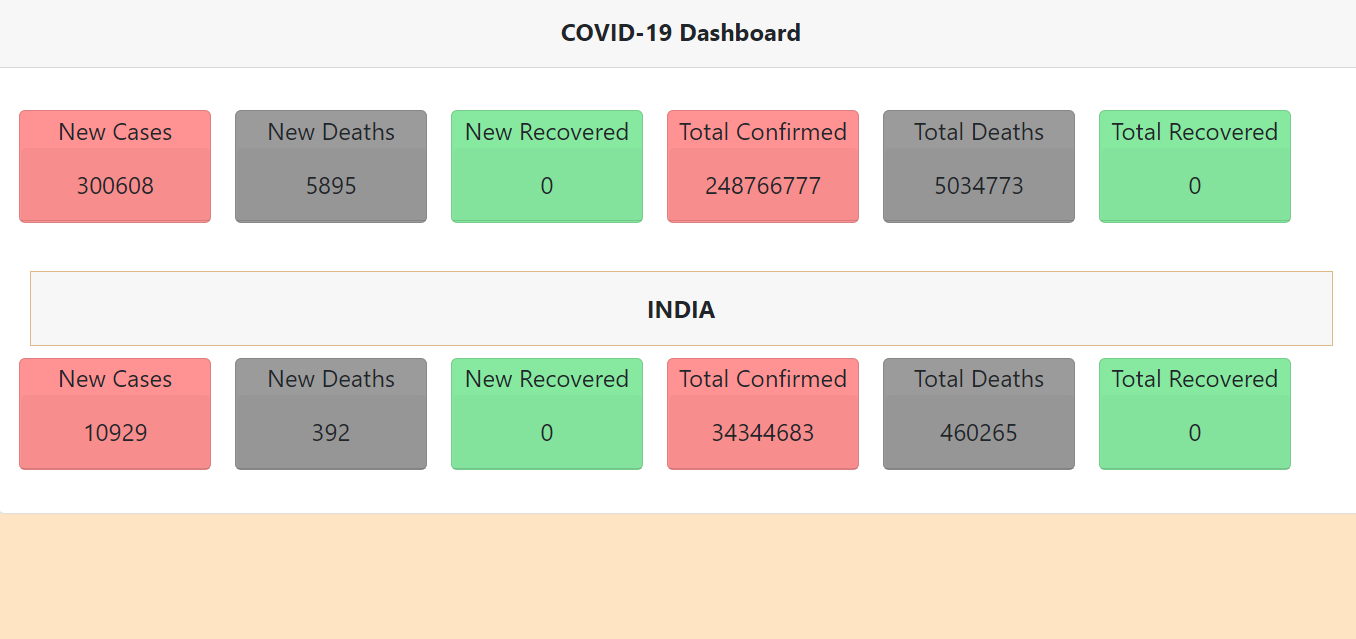 COVID-19 Dashboard
New Cases New Deaths New Recovered Total Confirmed Total Deaths Total Recovered
300608 5895 0 248766777 5034773 0
INDIA
New Cases New Deaths New Recovered Total Confirmed Total Deaths Total Recovered
10929 392 0 34344683 460265 0